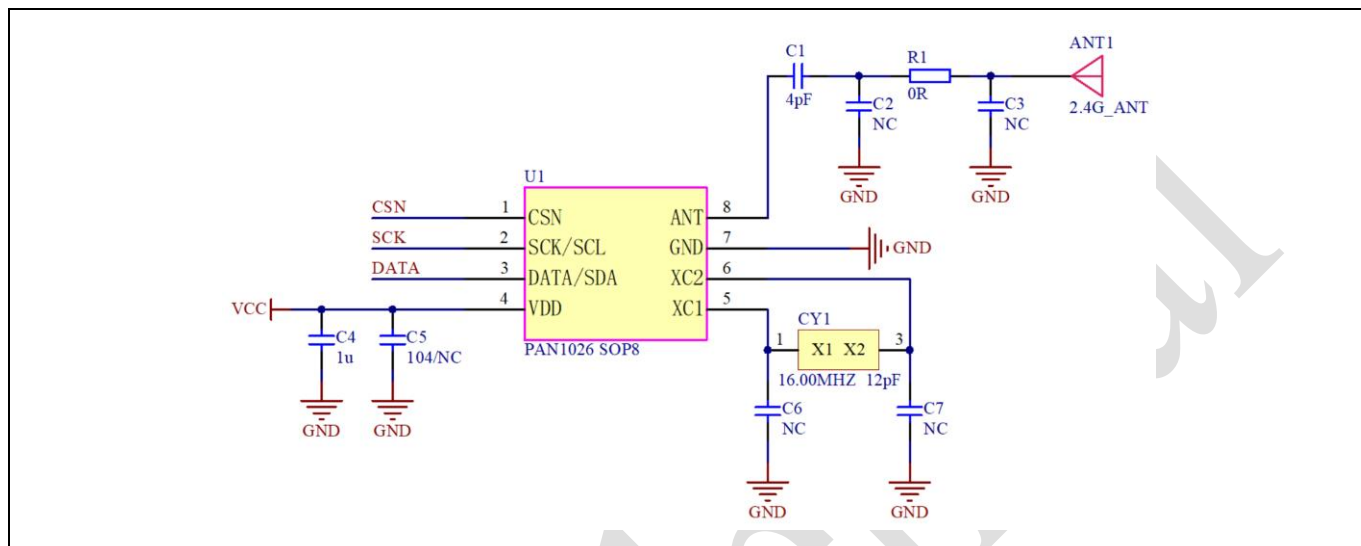 C1
4pF
R1
0R
ANT1
2.4G_ANT
C2
NC
C3
NC
GND
GND
U1
CSN
1
CSN
SCK
2
SCK/SCL
DATA
3
DATA/SDA
VCC
4
VDD
ANT
8
GND
7
GND
XC2
6
XC1
5
PAN1026 SOP8
C4
1u
C5
104/NC
GND
GND
CY1
1
X1 X2
3
16.00MHZ 12pF
C6
NC
C7
NC
GND
GND